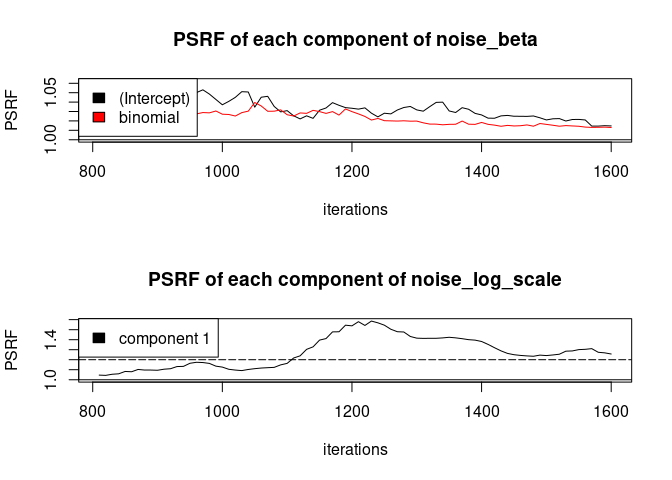 PSRF of each component of noise_beta
PSRF
1.05
1.00
(Intercept)
binomial
800 1000 1200 1400 1600
iterations
PSRF of each component of noise_log_scale
PSRF
1.4
1.0
component 1
800 1000 1200 1400 1600
iterations